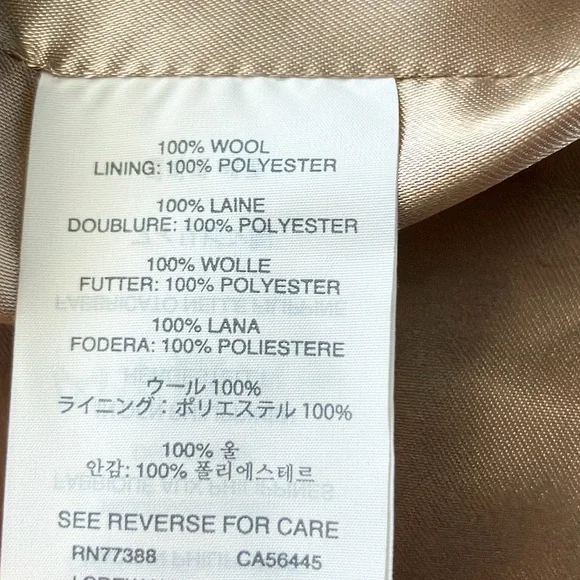 100% WOOL
LINING: 100% POLYESTER
100% LAINE
DOUBLURE: 100% POLYESTER
100% WOLLE
FUTTER: 100% POLYESTER
100% LANA
FODERA: 100% POLIESTERE
ウール 100%
ライニング：ポリエステル 100%
100% 울
안감: 100% 폴리에스테르
SEE REVERSE FOR CARE
RN77388 CA56445